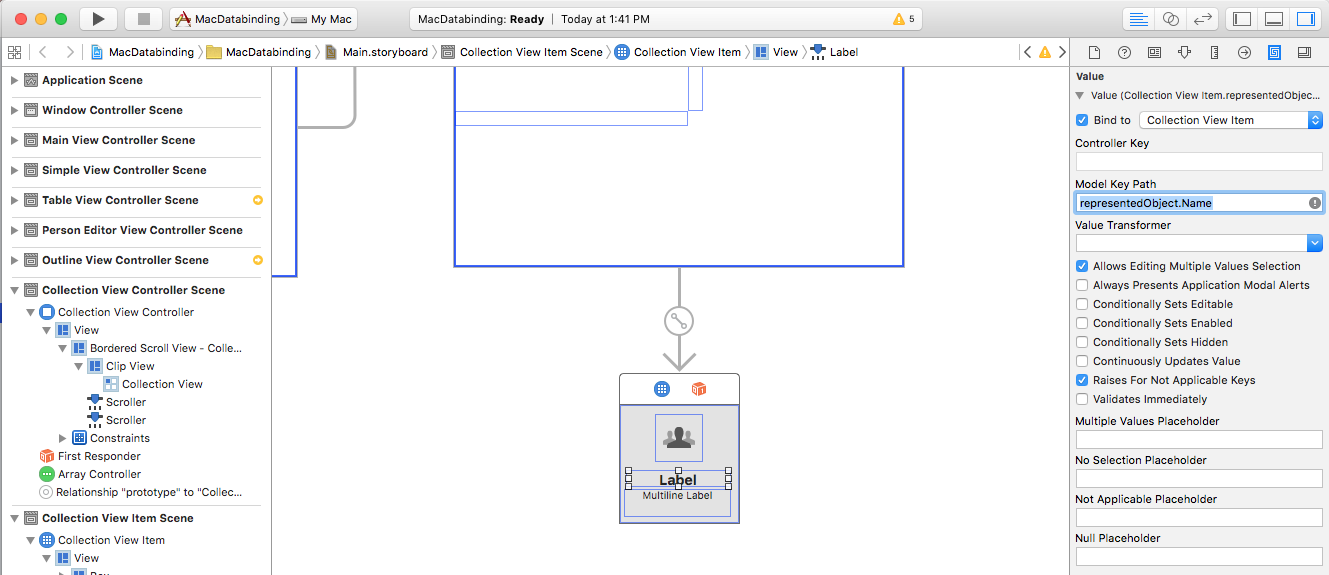 MacDatabinding My Mac
MacDatabinding: Ready | Today at 1:41 PM
5
MacDatabinding MacDatabinding Main.storyboard Collection View Item Scene Collection View Item View Label
Application Scene
Window Controller Scene
Main View Controller Scene
Simple View Controller Scene
Table View Controller Scene
Person Editor View Controller Scene
Outline View Controller Scene
Collection View Controller Scene
Collection View Controller
View
Bordered Scroll View - Colle...
Clip View
Collection View
Scroller
Scroller
Constraints
First Responder
Array Controller
Relationship "prototype" to "Collec...
Collection View Item Scene
Collection View Item
View
Label
Multiline Label
Value
Value (Collection View Item.representedObjec...
Bind to Collection View Item
Controller Key
Model Key Path
representedObject.Name
Value Transformer
Allows Editing Multiple Values Selection
Always Presents Application Modal Alerts
Conditionally Sets Editable
Conditionally Sets Enabled
Conditionally Sets Hidden
Continuously Updates Value
Raises For Not Applicable Keys
Validates Immediately
Multiple Values Placeholder
No Selection Placeholder
Not Applicable Placeholder
Null Placeholder